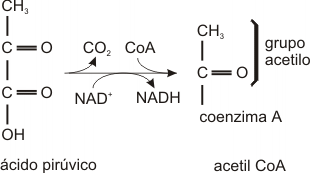 CH₃
C=O
C=O
OH
ácido pirúvico
CO₂ CoA
NAD⁺ NADH
CH₃
C=O
coenzima A
grupo
acetilo
acetil CoA